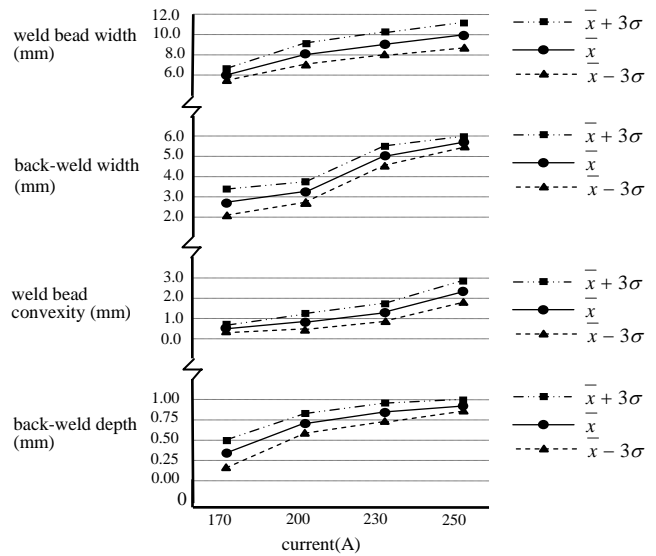 weld bead width
(mm)
12.0
10.0
8.0
6.0
x̄ + 3σ
x̄
x̄ − 3σ
back-weld width
(mm)
6.0
5.0
4.0
3.0
2.0
x̄ + 3σ
x̄
x̄ − 3σ
weld bead
convexity (mm)
3.0
2.0
1.0
0.0
x̄ + 3σ
x̄
x̄ − 3σ
back-weld depth
(mm)
1.00
0.75
0.50
0.25
0.00
0
x̄ + 3σ
x̄
x̄ − 3σ
170 200 230 250
current(A)